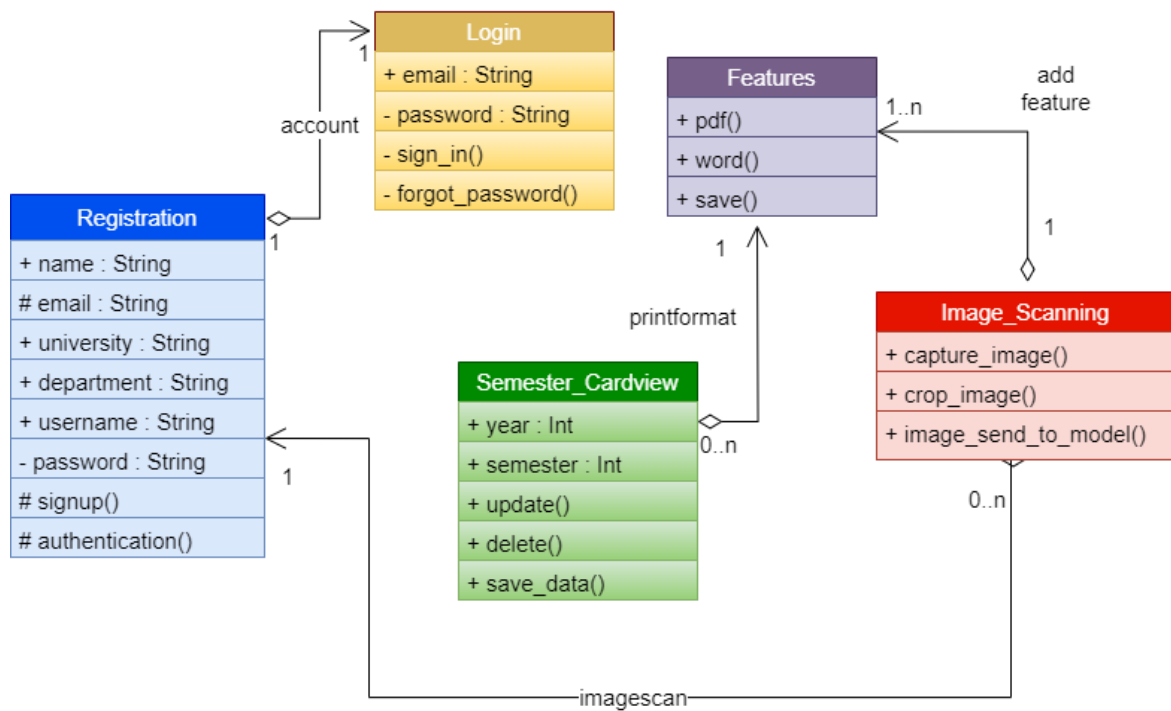 Login
+ email : String
- password : String
- sign_in()
- forgot_password()
1
account
1
Registration
+ name : String
# email : String
+ university : String
+ department : String
+ username : String
- password : String
# signup()
# authentication()
Features
+ pdf()
+ word()
+ save()
1..n
add
feature
1
1
printformat
Semester_Cardview
+ year : Int
+ semester : Int
+ update()
+ delete()
+ save_data()
0..n
Image_Scanning
+ capture_image()
+ crop_image()
+ image_send_to_model()
0..n
1
imagescan